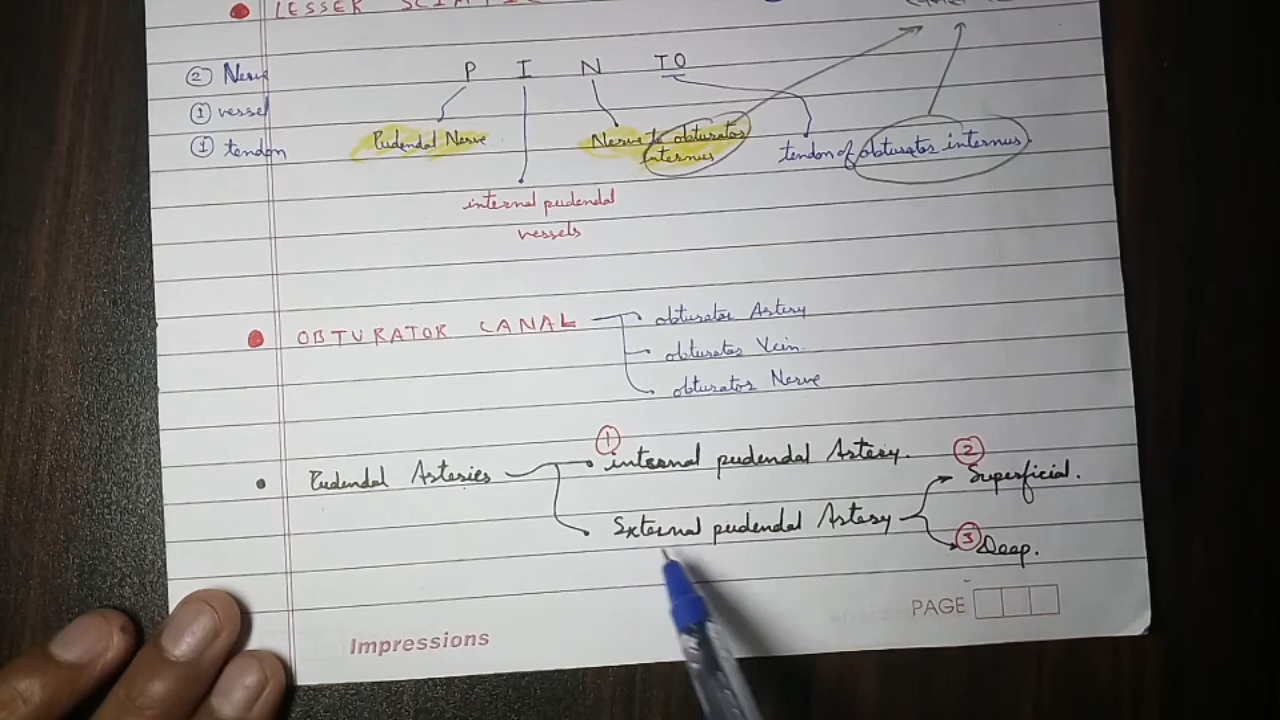 LESSER
② Nerve
P I N TO
① vessel
① tendon
Pudendal Nerve
Nerve to obturator
internus
tendon of obturator internus
internal pudendal
vessels
OBTURATOR CANAL
obturator Artery
obturator Vein
obturator Nerve
Pudendal Arteries
① internal pudendal Artery.
External pudendal Artery
② Superficial.
③ Deep.
PAGE
Impressions